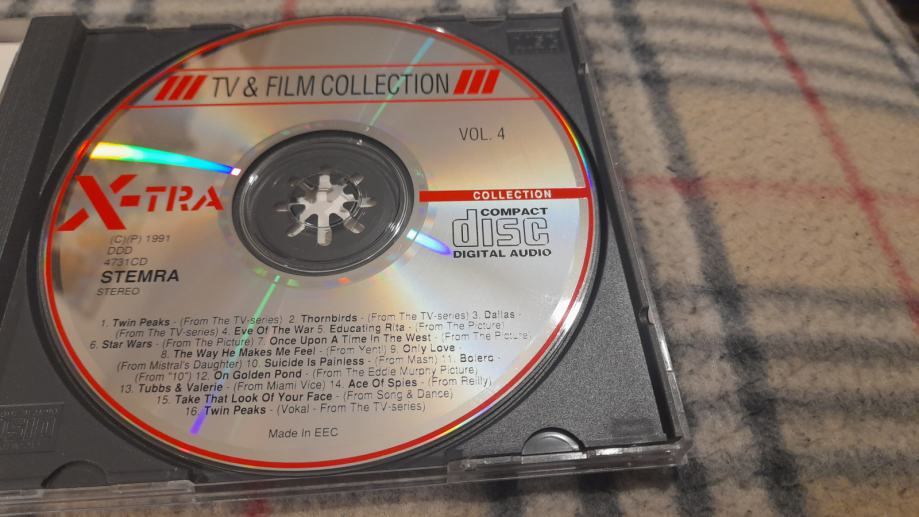 TV & FILM COLLECTION
VOL. 4
X-TRA
COLLECTION
COMPACT
disc
DIGITAL AUDIO
(C)(P) 1991
DDD
4731CD
STEMRA
STEREO
1. Twin Peaks - (From The TV-series) 2. Thornbirds - (From The TV-series) 3. Dallas -
(From The TV-series) 4. Eve Of The War 5. Educating Rita - (From The Picture)
6. Star Wars - (From The Picture) 7. Once Upon A Time In The West - (From The Picture)
8. The Way He Makes Me Feel - (From Yentl) 9. Only Love -
(From Mistral's Daughter) 10. Suicide Is Painless - (From Mash) 11. Bolero -
(From "10") 12. On Golden Pond - (From The Eddie Murphy Picture)
13. Tubbs & Valerie - (From Miami Vice) 14. Ace Of Spies - (From Reilly)
15. Take That Look Of Your Face - (From Song & Dance)
16. Twin Peaks - (Vokal - From The TV-series)
Made in EEC